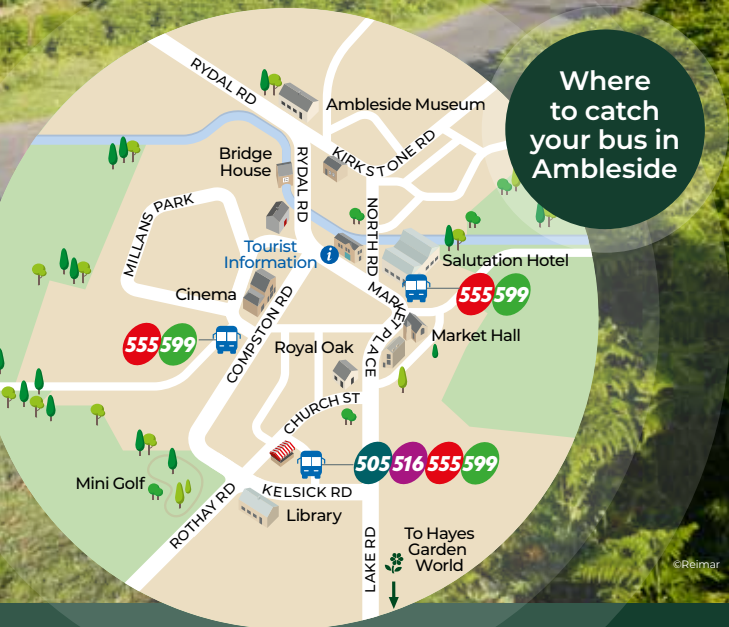 Where
to catch
your bus in
Ambleside
RYDAL RD
Ambleside Museum
KIRKSTONE RD
Bridge
House
RYDAL RD
MILLANS PARK
NORTH RD
Tourist
Information
i
Salutation Hotel
555 599
Cinema
MARKET PLACE
Market Hall
555 599
COMPSTON RD
Royal Oak
CHURCH ST
505 516 555 599
Mini Golf
KELSICK RD
Library
ROTHAY RD
LAKE RD
To Hayes
Garden
World
©Reimar